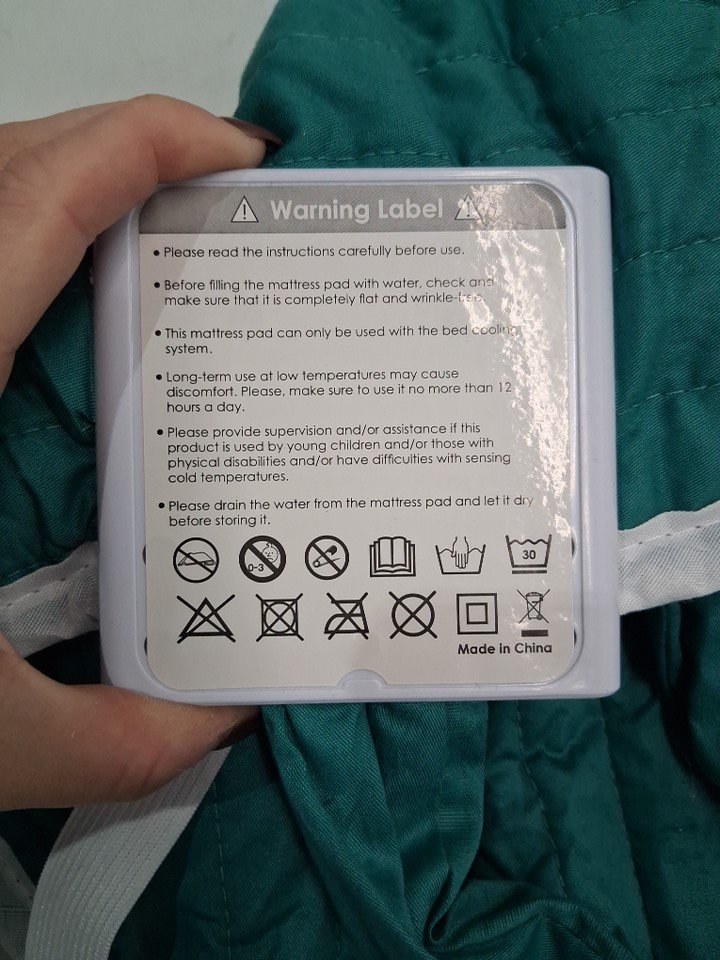 Warning Label
• Please read the instructions carefully before use.
• Before filling the mattress pad with water, check and
make sure that it is completely flat and wrinkle-free.
• This mattress pad can only be used with the bed cooling
system.
• Long-term use at low temperatures may cause
discomfort. Please, make sure to use it no more than 12
hours a day.
• Please provide supervision and/or assistance if this
product is used by young children and/or those with
physical disabilities and/or have difficulties with sensing
cold temperatures.
• Please drain the water from the mattress pad and let it dry
before storing it.
0-3
30
Made in China